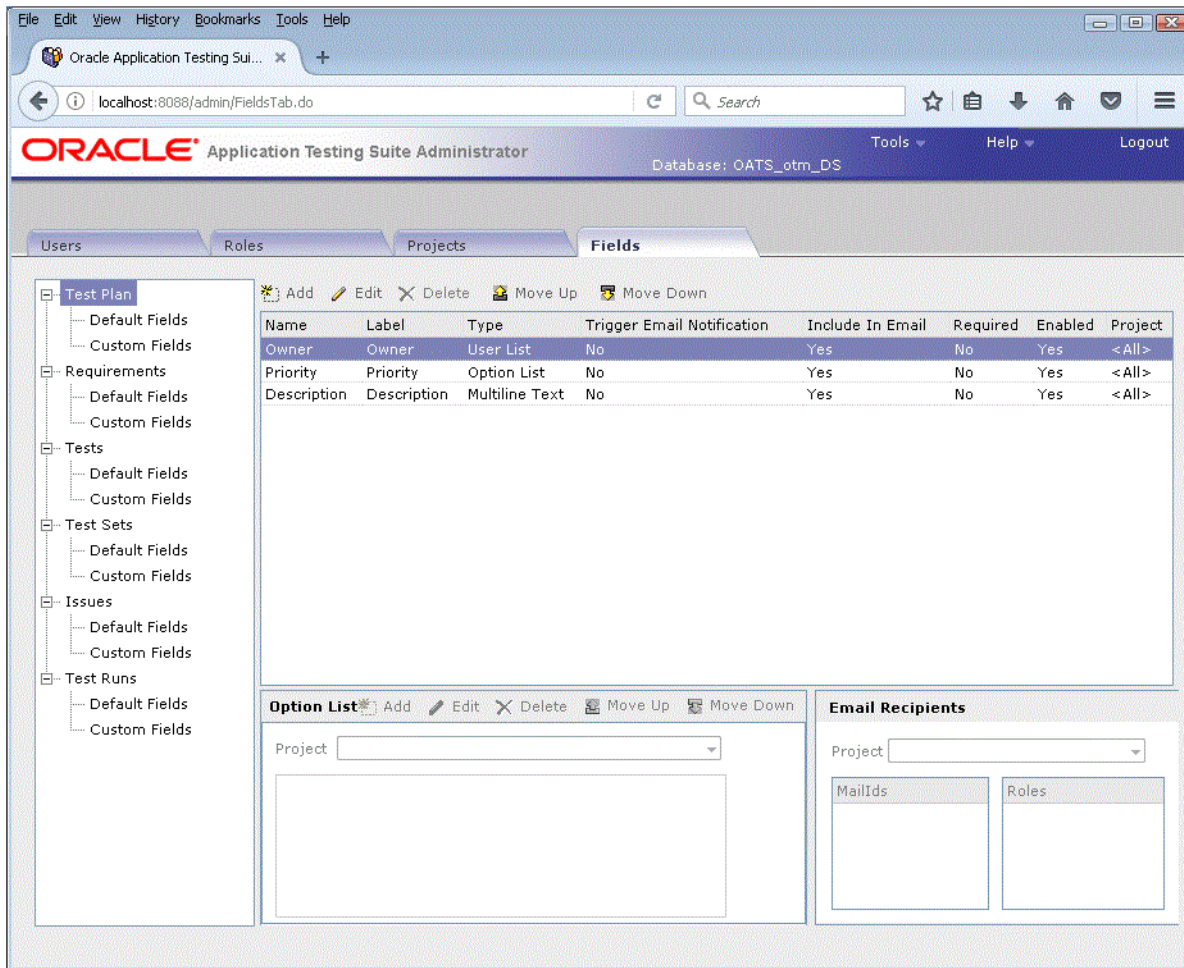 File Edit View History Bookmarks Tools Help
Oracle Application Testing Sui... × +
localhost:8088/admin/FieldsTab.do
Search
ORACLE Application Testing Suite Administrator
Tools Help Logout
Database: OATS_otm_DS
Users Roles Projects Fields
Test Plan
Default Fields
Custom Fields
Requirements
Default Fields
Custom Fields
Tests
Default Fields
Custom Fields
Test Sets
Default Fields
Custom Fields
Issues
Default Fields
Custom Fields
Test Runs
Default Fields
Custom Fields
Add Edit Delete Move Up Move Down
Name Label Type Trigger Email Notification Include In Email Required Enabled Project
Owner Owner User List No Yes No Yes <All>
Priority Priority Option List No Yes No Yes <All>
Description Description Multiline Text No Yes No Yes <All>
Option List Add Edit Delete Move Up Move Down
Project
Email Recipients
Project
MailIds Roles